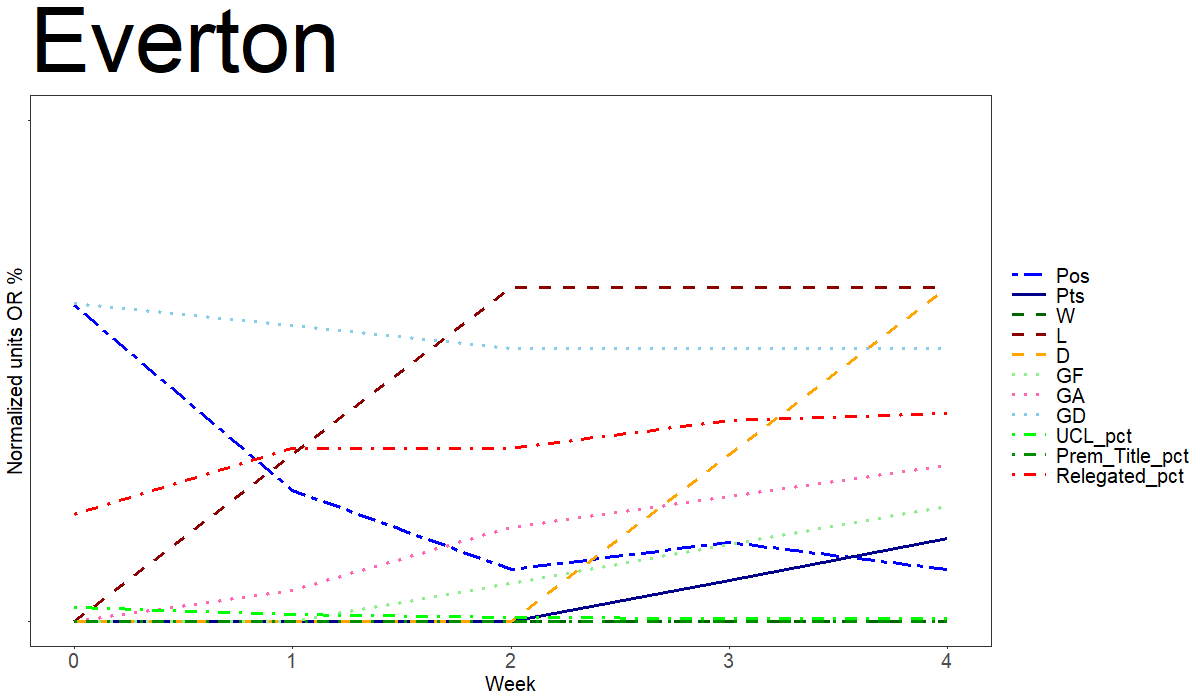 Everton
Normalized units OR %
Pos
Pts
W
L
D
GF
GA
GD
UCL_pct
Prem_Title_pct
Relegated_pct
0 1 2 3 4
Week